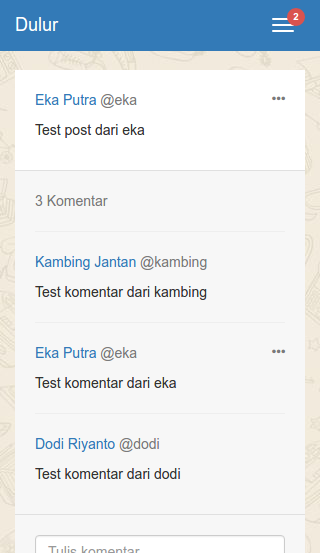 Dulur
2
Eka Putra @eka
Test post dari eka
3 Komentar
Kambing Jantan @kambing
Test komentar dari kambing
Eka Putra @eka
Test komentar dari eka
Dodi Riyanto @dodi
Test komentar dari dodi
Tulis komentar